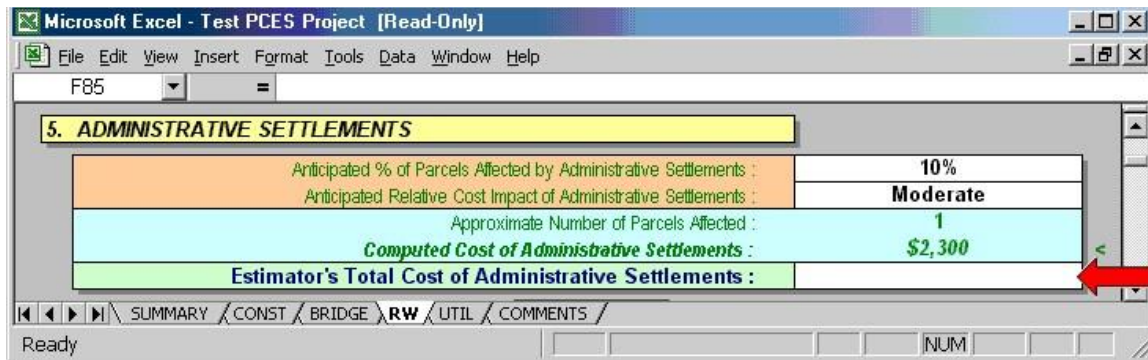 Microsoft Excel - Test PCES Project [Read-Only]
File Edit View Insert Format Tools Data Window Help
F85 =
5. ADMINISTRATIVE SETTLEMENTS
Anticipated % of Parcels Affected by Administrative Settlements : 10%
Anticipated Relative Cost Impact of Administrative Settlements : Moderate
Approximate Number of Parcels Affected : 1
Computed Cost of Administrative Settlements : $2,300 <
Estimator's Total Cost of Administrative Settlements :
SUMMARY CONST BRIDGE RW UTIL COMMENTS
Ready NUM